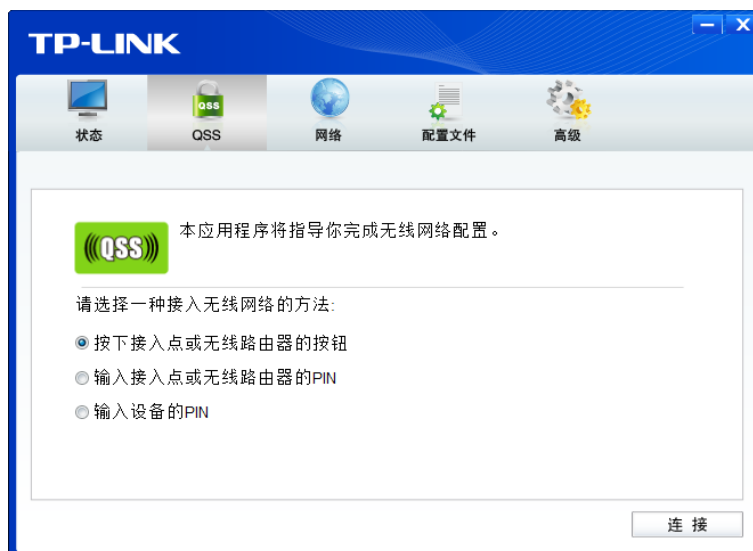 TP-LINK
QSS
状态
QSS
网络
配置文件
高级
QSS
本应用程序将指导你完成无线网络配置。
请选择一种接入无线网络的方法:
按下接入点或无线路由器的按钮
输入接入点或无线路由器的PIN
输入设备的PIN
连 接